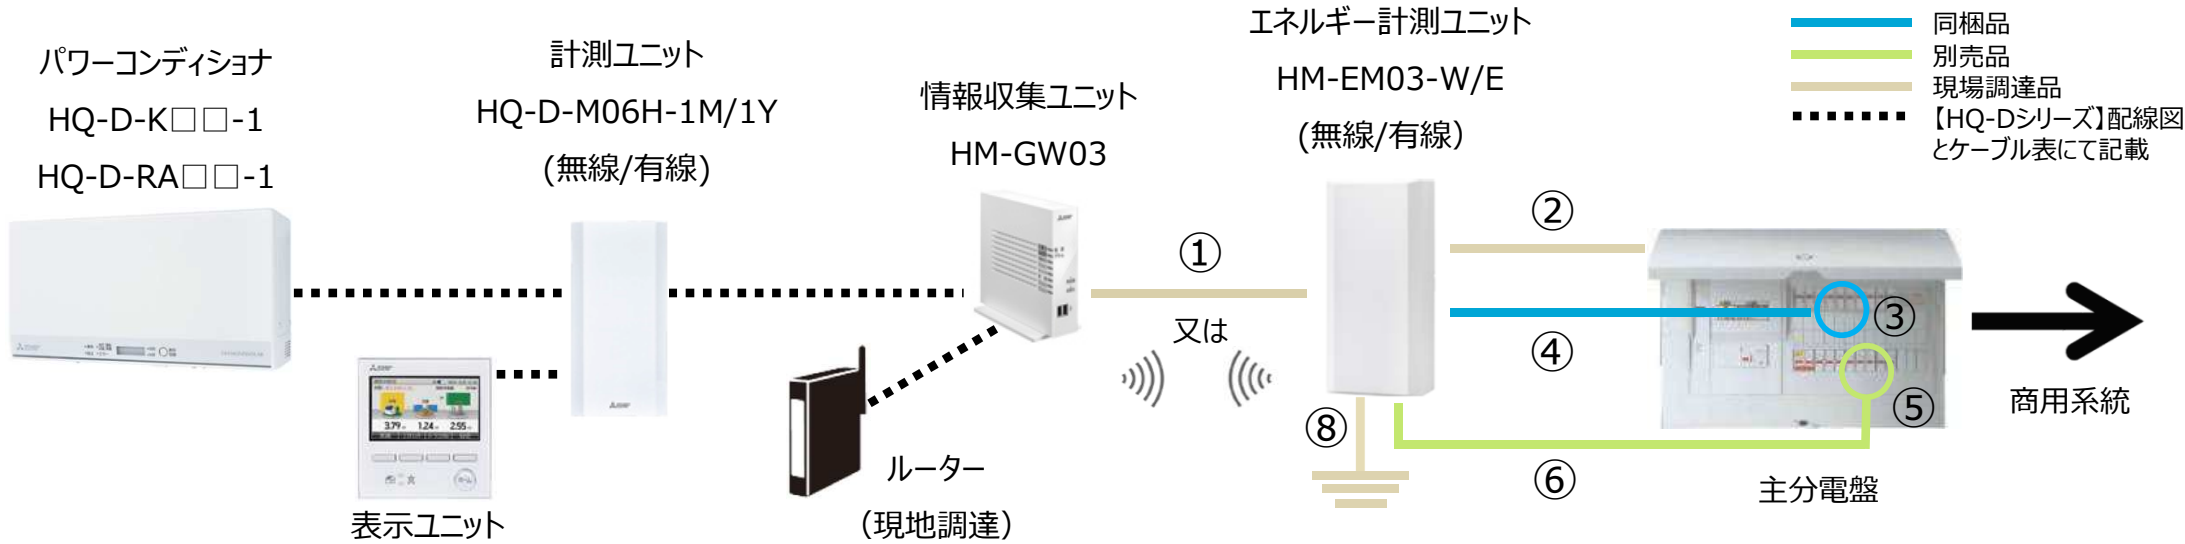 パワーコンディショナ
HQ-D-K□□-1
HQ-D-RA□□-1
計測ユニット
HQ-D-M06H-1M/1Y
(無線/有線)
情報収集ユニット
HM-GW03
エネルギー計測ユニット
HM-EM03-W/E
(無線/有線)
同梱品
別売品
現場調達品
【HQ-Dシリーズ】配線図
とケーブル表にて記載
①
又は
②
③
④
⑤
⑥
⑧
商用系統
主分電盤
ルーター
(現地調達)
表示ユニット
3.79 1.24 2.55